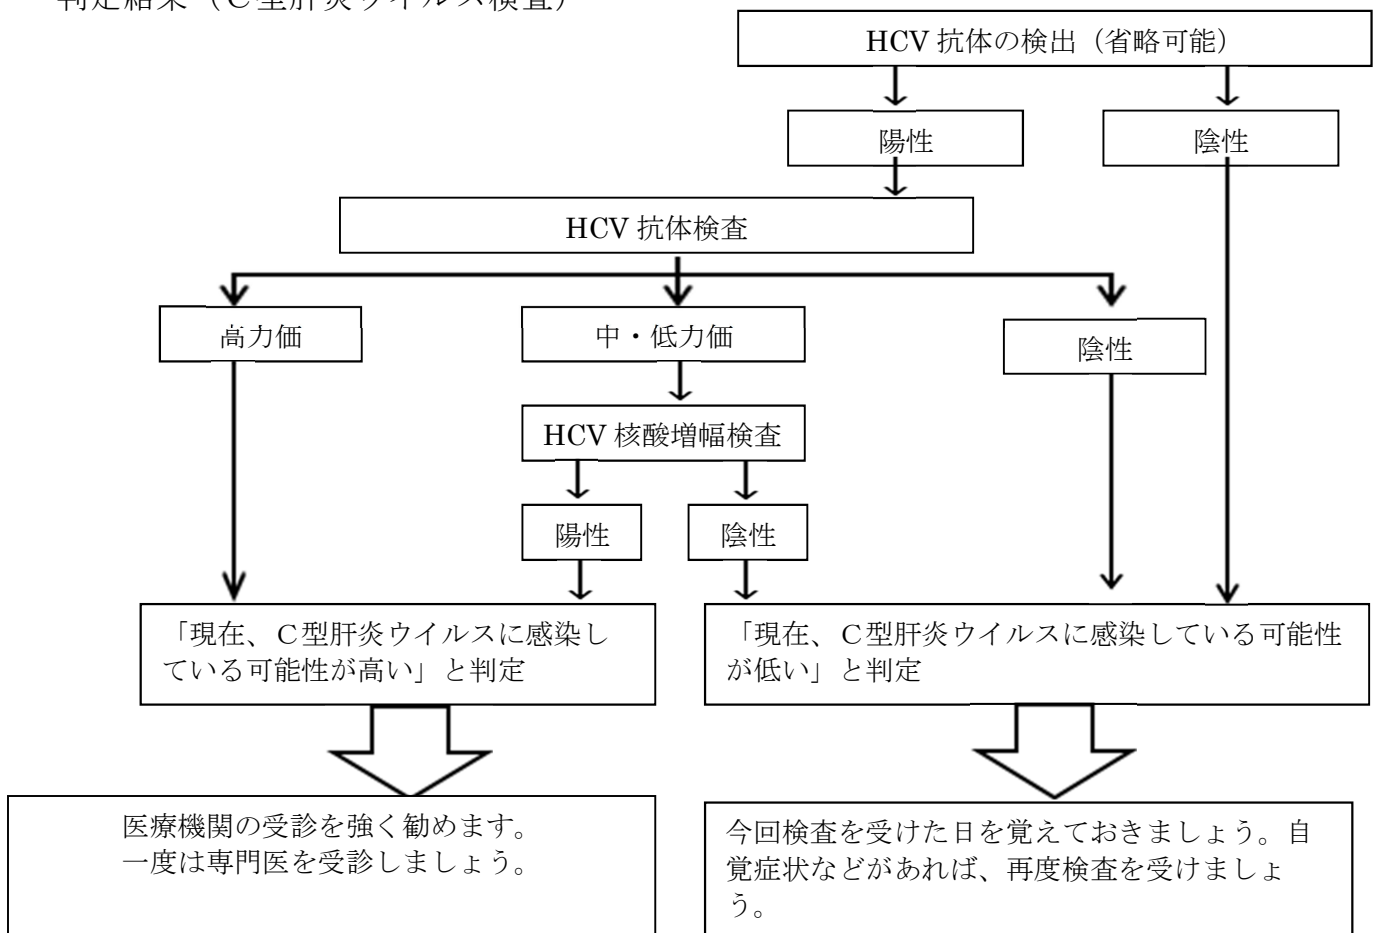 判定結果（Ｃ型肝炎ウイルス検査）
HCV 抗体の検出（省略可能）
陽性
陰性
HCV 抗体検査
高力価
中・低力価
陰性
HCV 核酸増幅検査
陽性
陰性
「現在、Ｃ型肝炎ウイルスに感染し
ている可能性が高い」と判定
「現在、Ｃ型肝炎ウイルスに感染している可能性
が低い」と判定
医療機関の受診を強く勧めます。
一度は専門医を受診しましょう。
今回検査を受けた日を覚えておきましょう。自
覚症状などがあれば、再度検査を受けましょ
う。